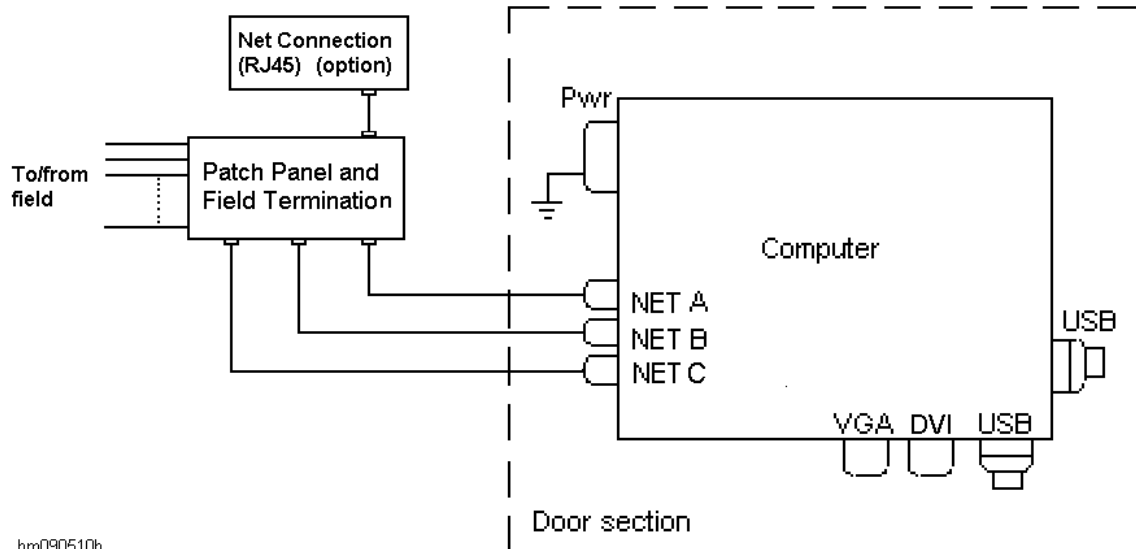 Net Connection
(RJ45) (option)
Pwr
To/from
field
Patch Panel and
Field Termination
Computer
NET A
NET B
NET C
USB
VGA DVI USB
Door section
hm090510h